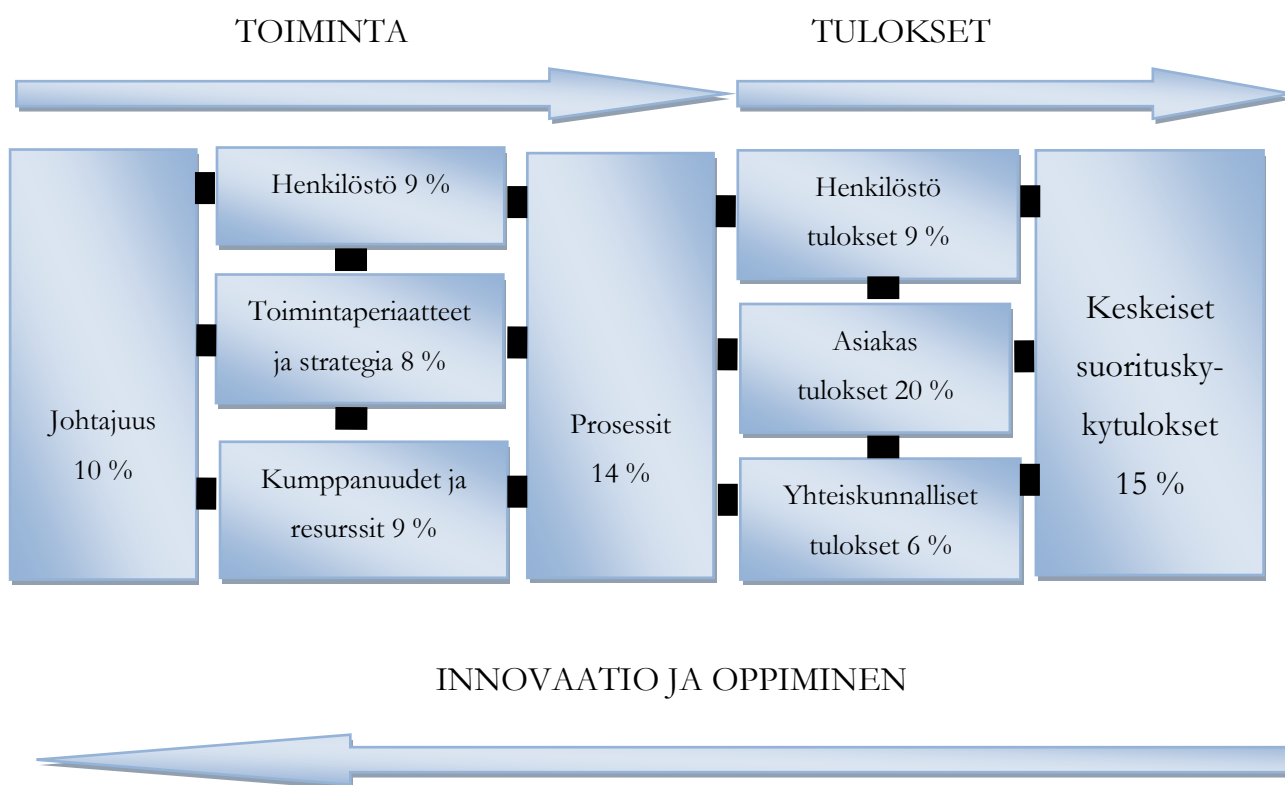 TOIMINTA
TULOKSET
Johtajuus
10 %
Henkilöstö 9 %
Toimintaperiaatteet
ja strategia 8 %
Kumppanuudet ja
resurssit 9 %
Prosessit
14 %
Henkilöstö
tulokset 9 %
Asiakas
tulokset 20 %
Yhteiskunnalliset
tulokset 6 %
Keskeiset
suoritusky-
kytulokset
15 %
INNOVAATIO JA OPPIMINEN